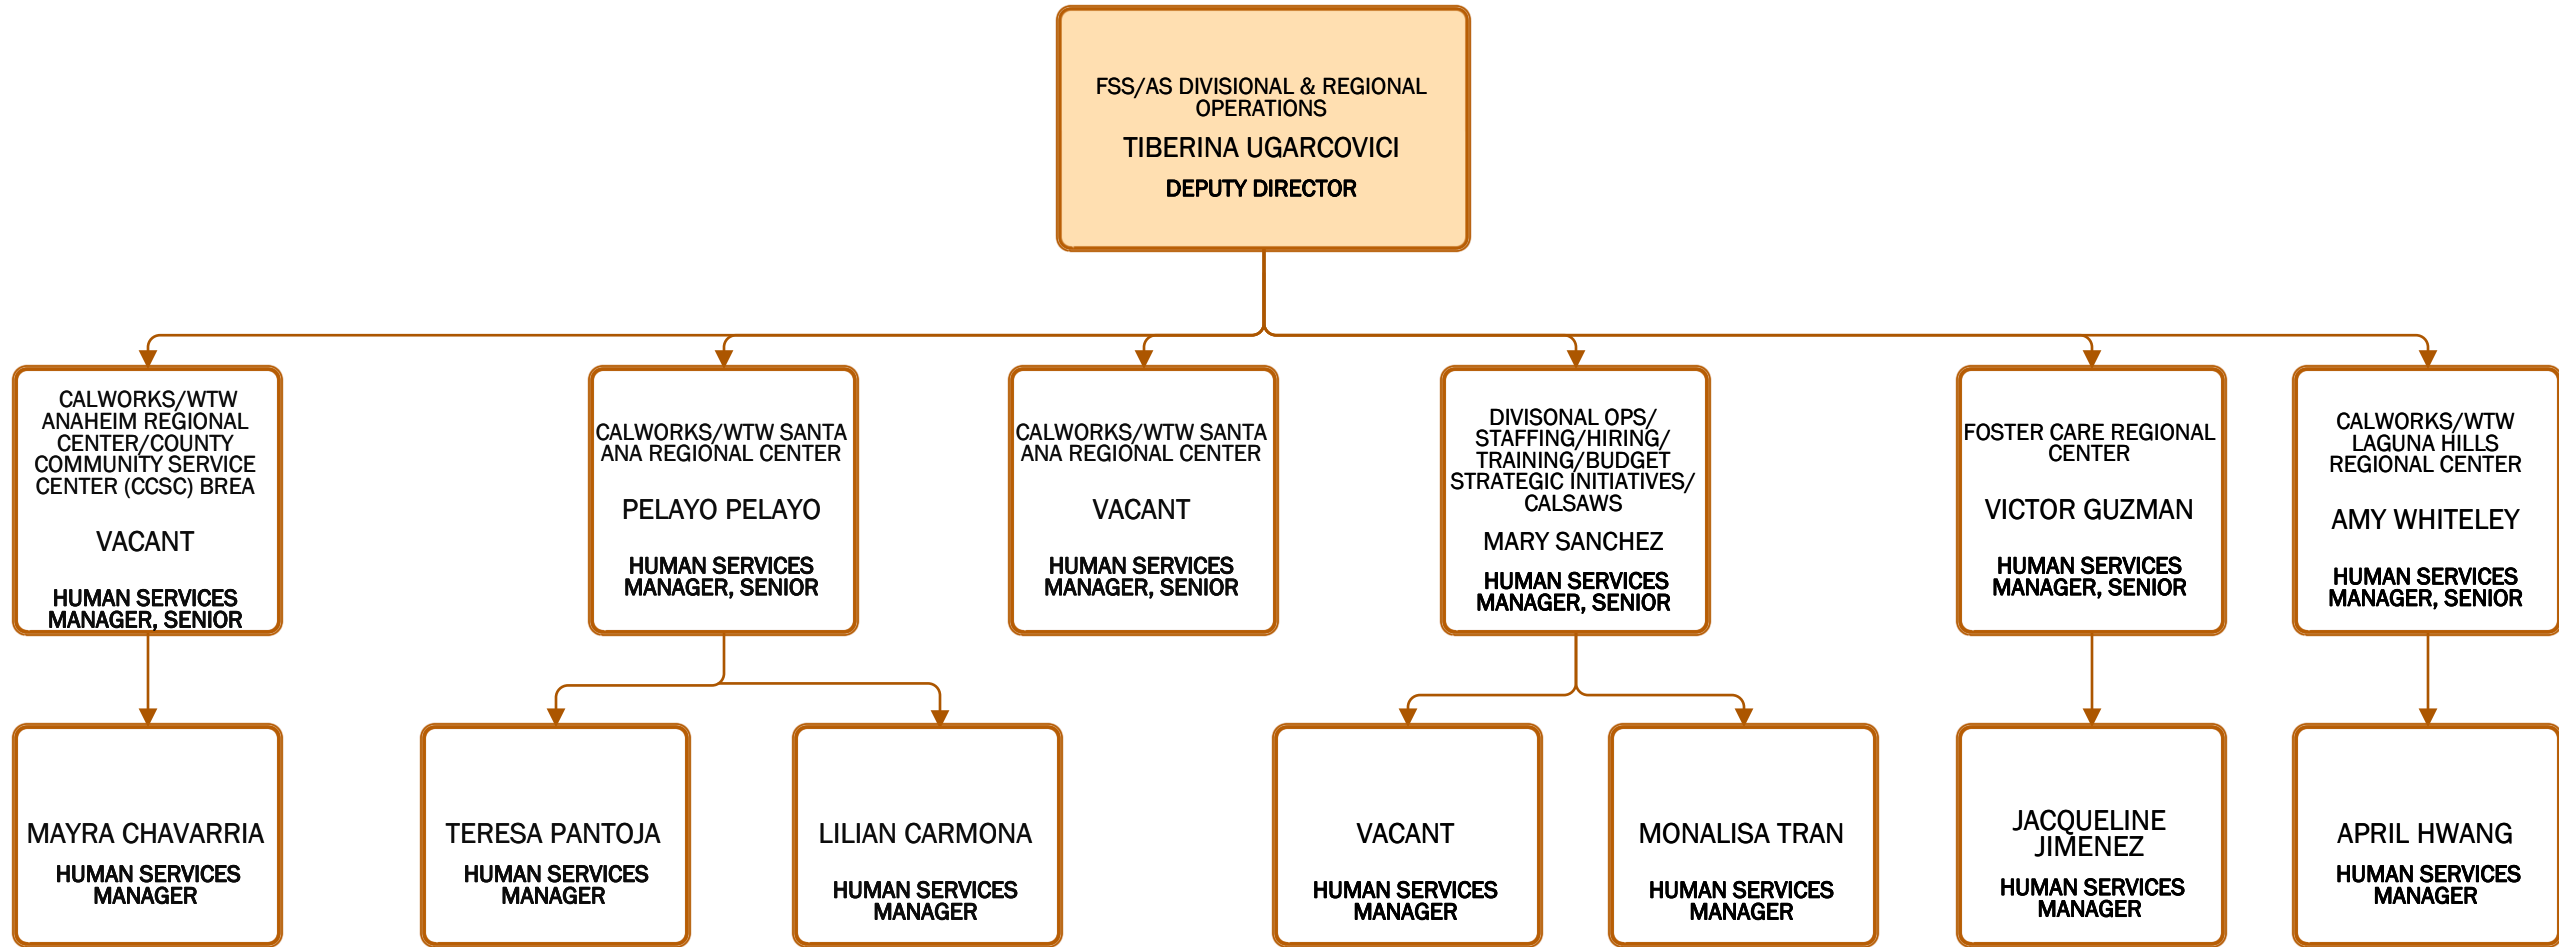 FSS/AS DIVISIONAL & REGIONAL
OPERATIONS
TIBERINA UGARCOVICI
DEPUTY DIRECTOR
CALWORKS/WTW
ANAHEIM REGIONAL
CENTER/COUNTY
COMMUNITY SERVICE
CENTER (CCSC) BREA
VACANT
HUMAN SERVICES
MANAGER, SENIOR
CALWORKS/WTW SANTA
ANA REGIONAL CENTER
PELAYO PELAYO
HUMAN SERVICES
MANAGER, SENIOR
CALWORKS/WTW SANTA
ANA REGIONAL CENTER
VACANT
HUMAN SERVICES
MANAGER, SENIOR
DIVISONAL OPS/
STAFFING/HIRING/
TRAINING/BUDGET
STRATEGIC INITIATIVES/
CALSAWS
MARY SANCHEZ
HUMAN SERVICES
MANAGER, SENIOR
FOSTER CARE REGIONAL
CENTER
VICTOR GUZMAN
HUMAN SERVICES
MANAGER, SENIOR
CALWORKS/WTW
LAGUNA HILLS
REGIONAL CENTER
AMY WHITELEY
HUMAN SERVICES
MANAGER, SENIOR
MAYRA CHAVARRIA
HUMAN SERVICES
MANAGER
TERESA PANTOJA
HUMAN SERVICES
MANAGER
LILIAN CARMONA
HUMAN SERVICES
MANAGER
VACANT
HUMAN SERVICES
MANAGER
MONALISA TRAN
HUMAN SERVICES
MANAGER
JACQUELINE
JIMENEZ
HUMAN SERVICES
MANAGER
APRIL HWANG
HUMAN SERVICES
MANAGER